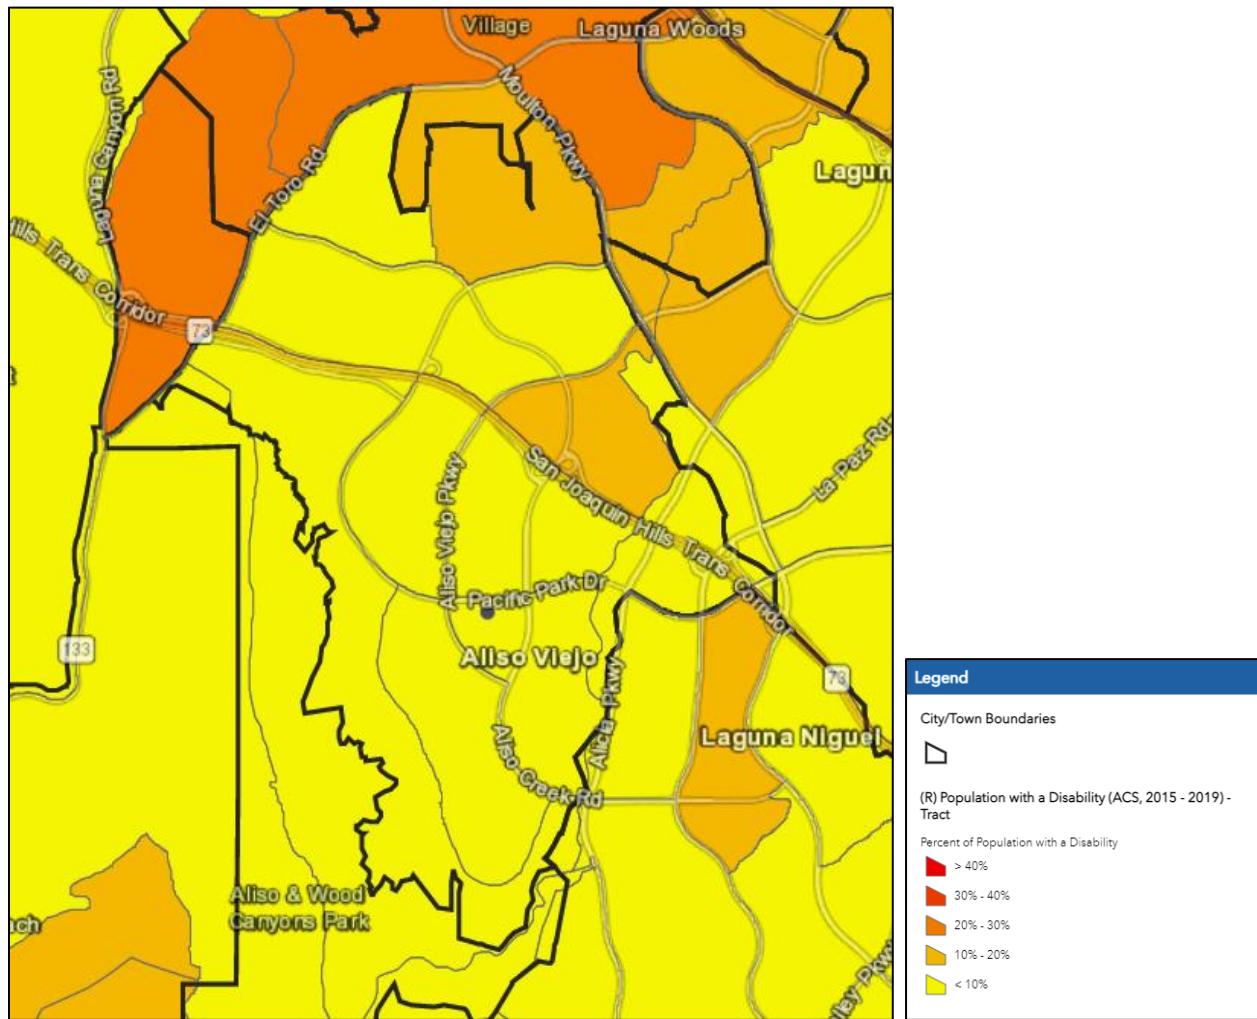 Village
Laguna Woods
Laguna Canyon Rd
Moulton Pkwy
El Toro Rd
Lagun
Hills Trans Corridor
73
La Paz Rd
San Joaquin Hills Trans Corridor
Aliso Viejo Pkwy
Pacific Park Dr
133
Aliso Viejo
Alicia Pkwy
73
Laguna Niguel
Aliso Creek Rd
Aliso & Wood
Canyons Park
ach
ley Pkwy
Legend
City/Town Boundaries
(R) Population with a Disability (ACS, 2015 - 2019) -
Tract
Percent of Population with a Disability
> 40%
30% - 40%
20% - 30%
10% - 20%
< 10%